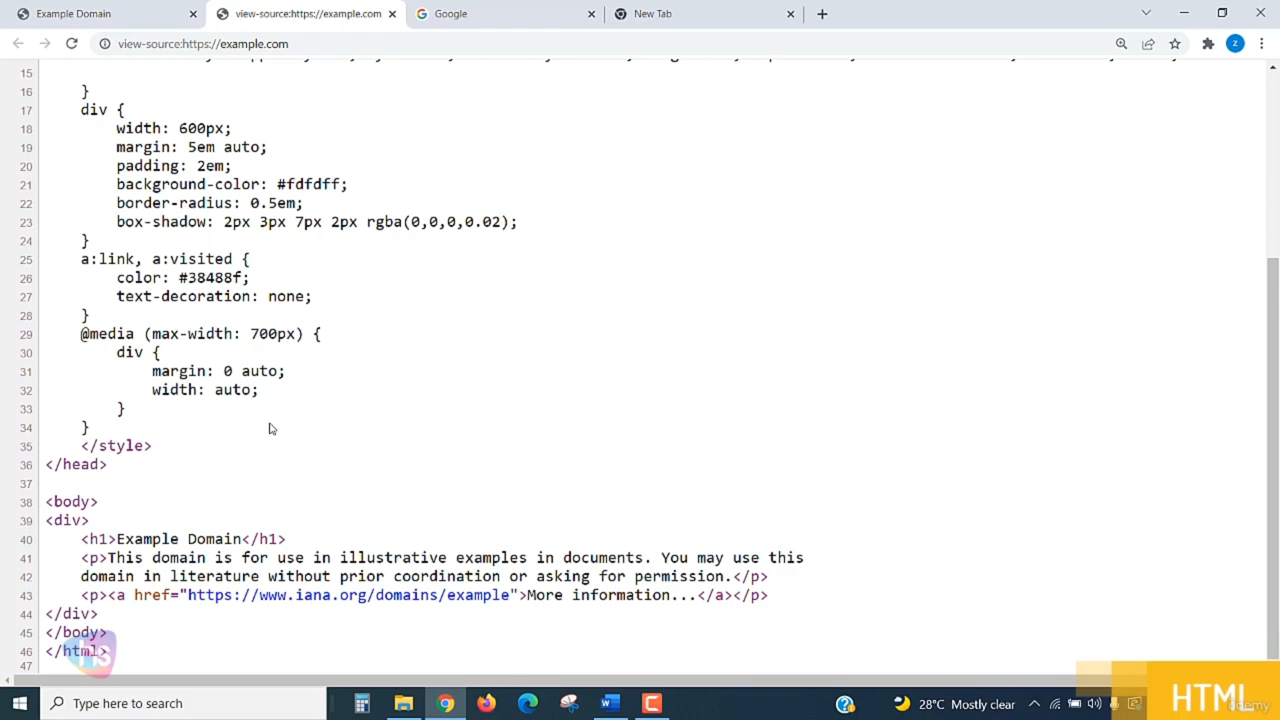 Example Domain
view-source:https://example.com
Google
New Tab
view-source:https://example.com
15
16 }
17 div {
18 width: 600px;
19 margin: 5em auto;
20 padding: 2em;
21 background-color: #fdfdff;
22 border-radius: 0.5em;
23 box-shadow: 2px 3px 7px 2px rgba(0,0,0,0.02);
24 }
25 a:link, a:visited {
26 color: #38488f;
27 text-decoration: none;
28 }
29 @media (max-width: 700px) {
30 div {
31 margin: 0 auto;
32 width: auto;
33 }
34 }
35 </style>
36 </head>
37
38 <body>
39 <div>
40 <h1>Example Domain</h1>
41 <p>This domain is for use in illustrative examples in documents. You may use this
42 domain in literature without prior coordination or asking for permission.</p>
43 <p><a href="https://www.iana.org/domains/example">More information...</a></p>
44 </div>
45 </body>
46 </html>
47
hs
Type here to search
28°C Mostly clear
HTML
Udemy